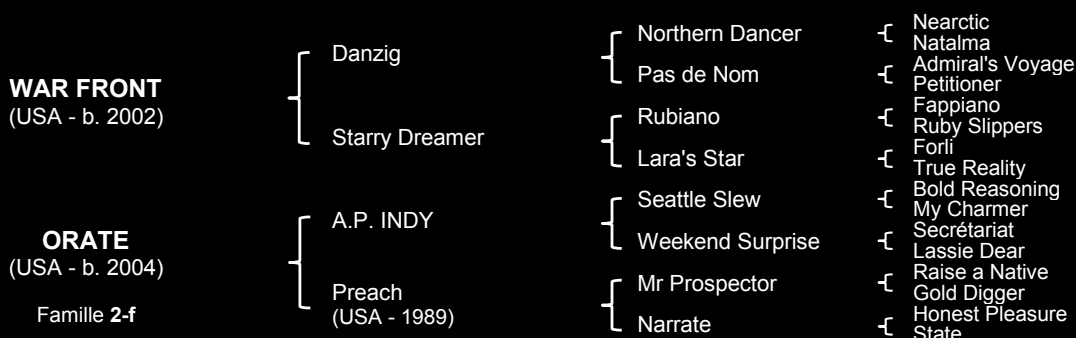 WAR FRONT
(USA - b. 2002)
ORATE
(USA - b. 2004)
Famille 2-f
Danzig
Starry Dreamer
A.P. INDY
Preach
(USA - 1989)
Northern Dancer
Pas de Nom
Rubiano
Lara's Star
Seattle Slew
Weekend Surprise
Mr Prospector
Narrate
Nearctic
Natalma
Admiral's Voyage
Petitioner
Fappiano
Ruby Slippers
Forli
True Reality
Bold Reasoning
My Charmer
Secrétariat
Lassie Dear
Raise a Native
Gold Digger
Honest Pleasure
State